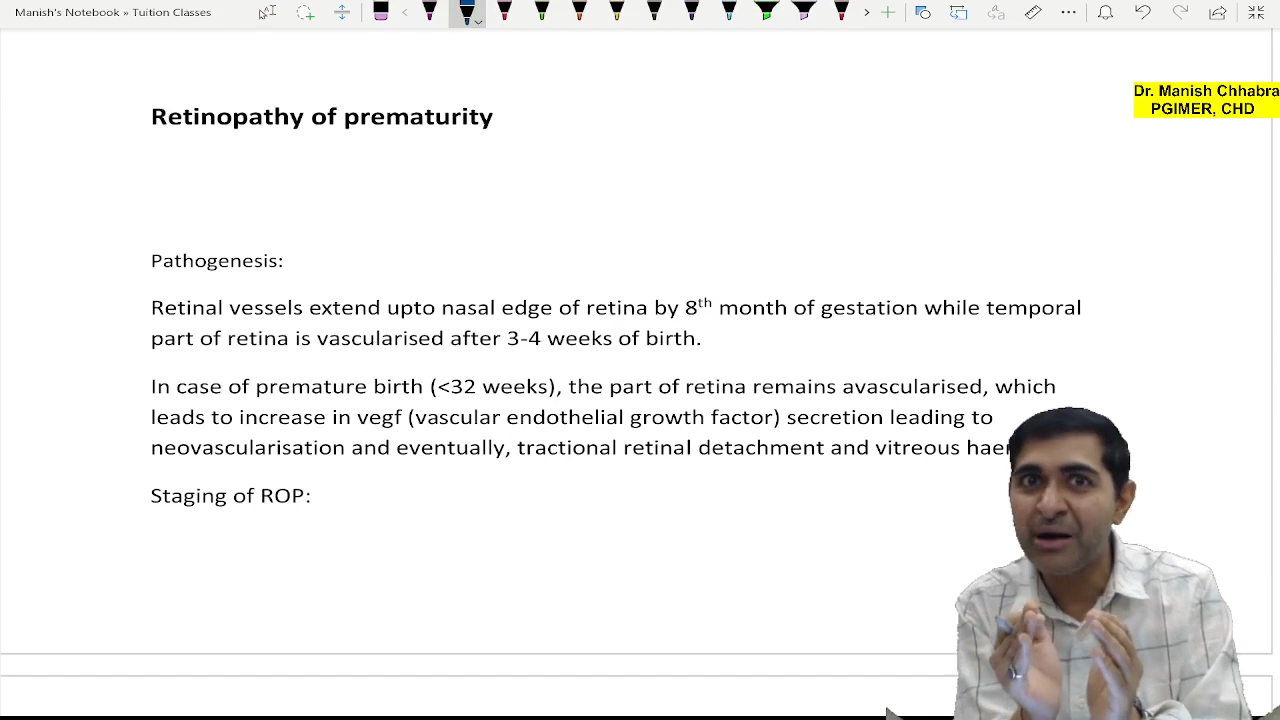 Manish's Notebook » Tuition Classes
Retinopathy of prematurity
Dr. Manish Chhabra
PGIMER, CHD
Pathogenesis:
Retinal vessels extend upto nasal edge of retina by 8th month of gestation while temporal
part of retina is vascularised after 3-4 weeks of birth.
In case of premature birth (<32 weeks), the part of retina remains avascularised, which
leads to increase in vegf (vascular endothelial growth factor) secretion leading to
neovascularisation and eventually, tractional retinal detachment and vitreous
Staging of ROP: